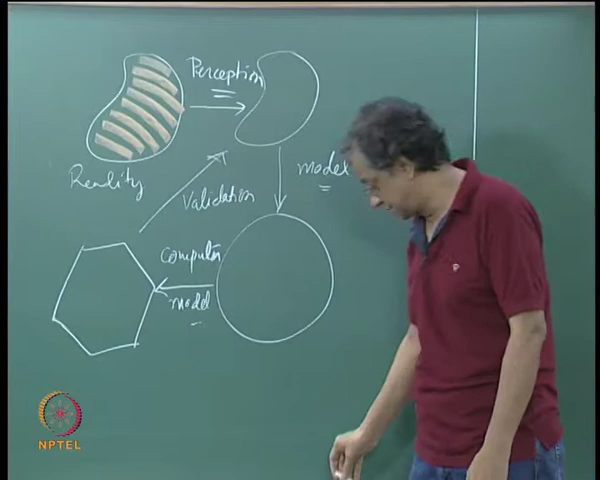 Perception
Reality
model
Validation
computer
model
NPTEL